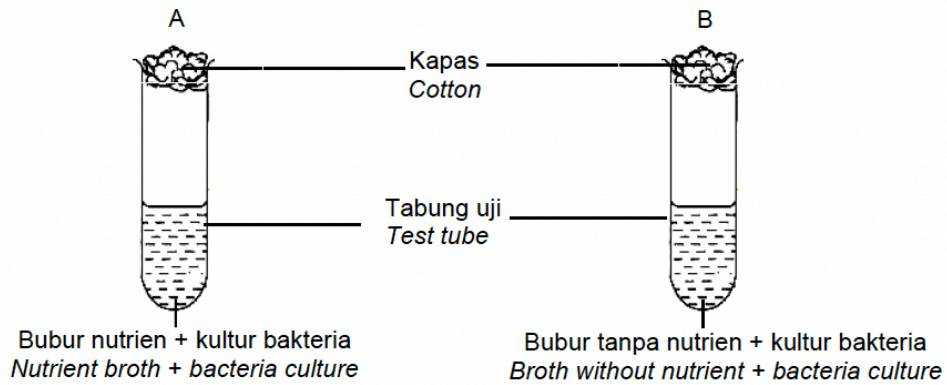 A
B
Kapas
Cotton
Tabung uji
Test tube
Bubur nutrien + kultur bakteria
Nutrient broth + bacteria culture
Bubur tanpa nutrien + kultur bakteria
Broth without nutrient + bacteria culture